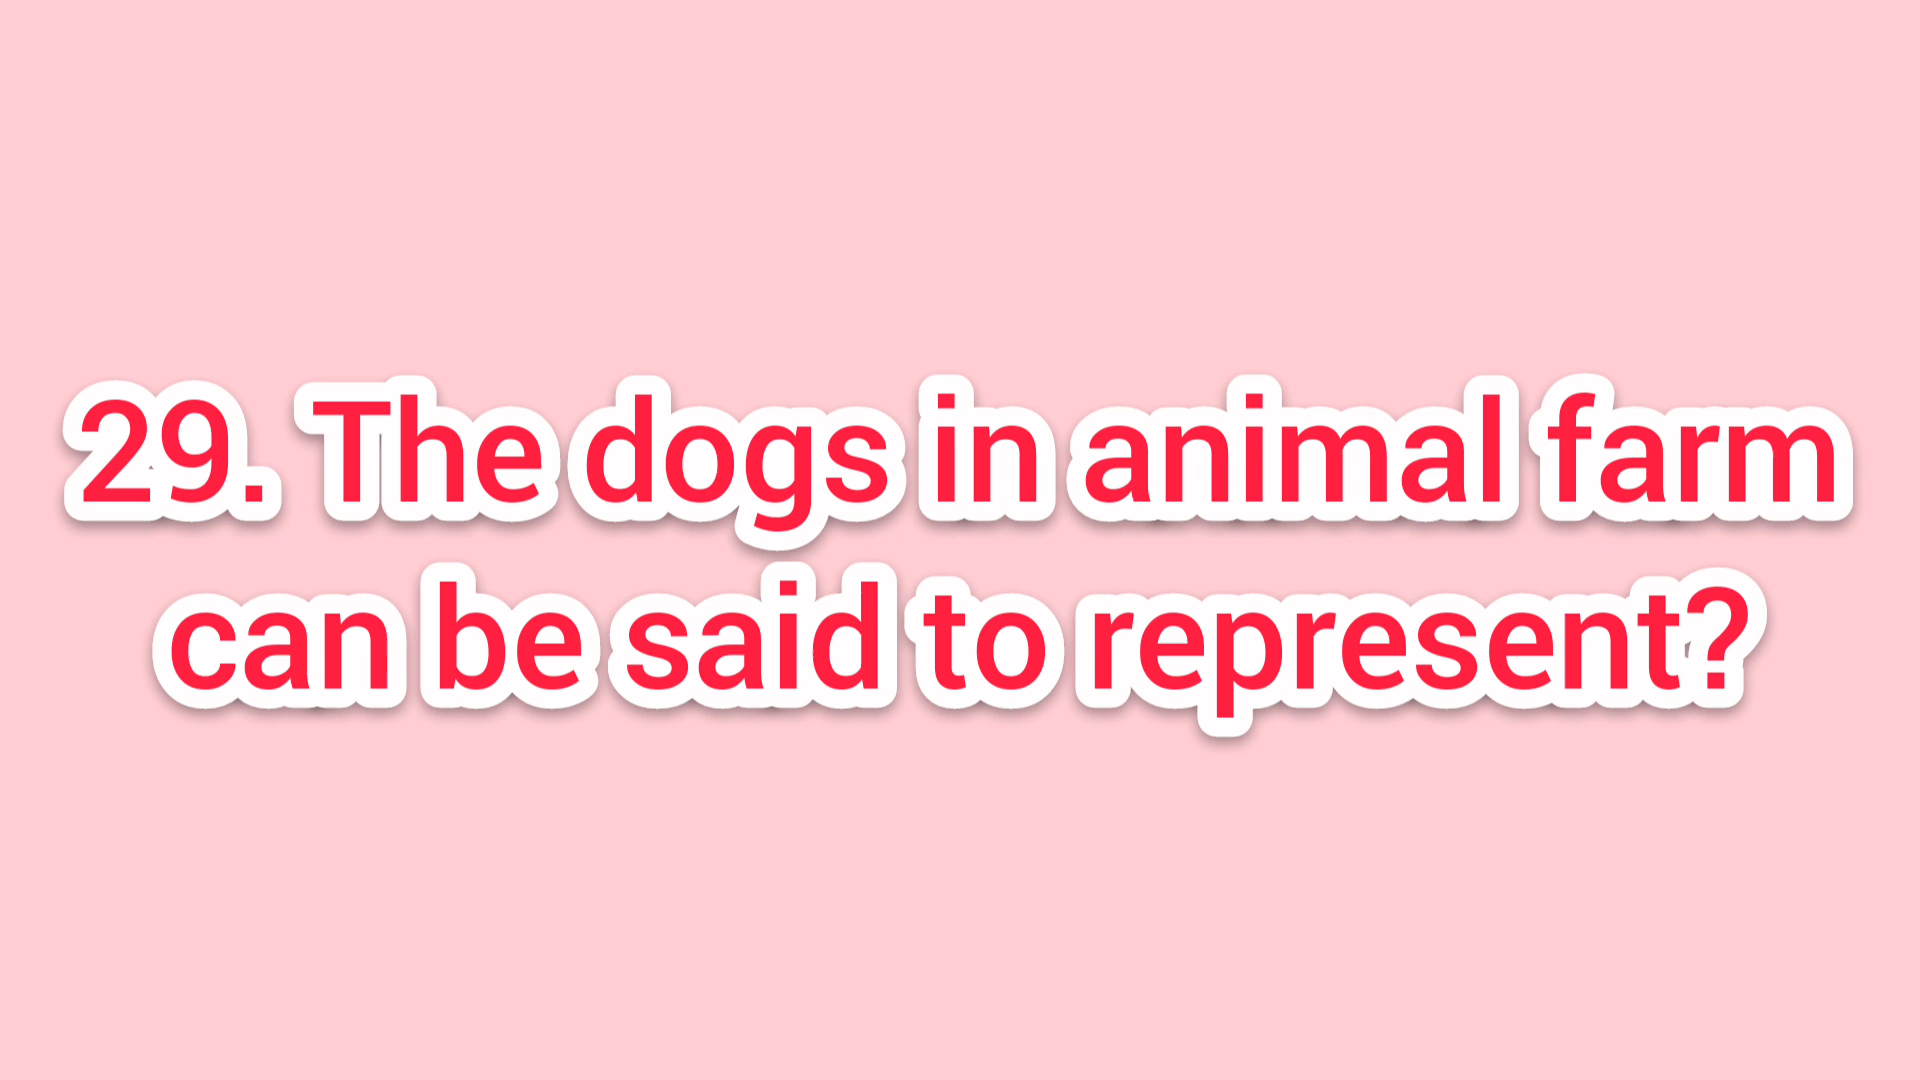 29. The dogs in animal farm
can be said to represent?